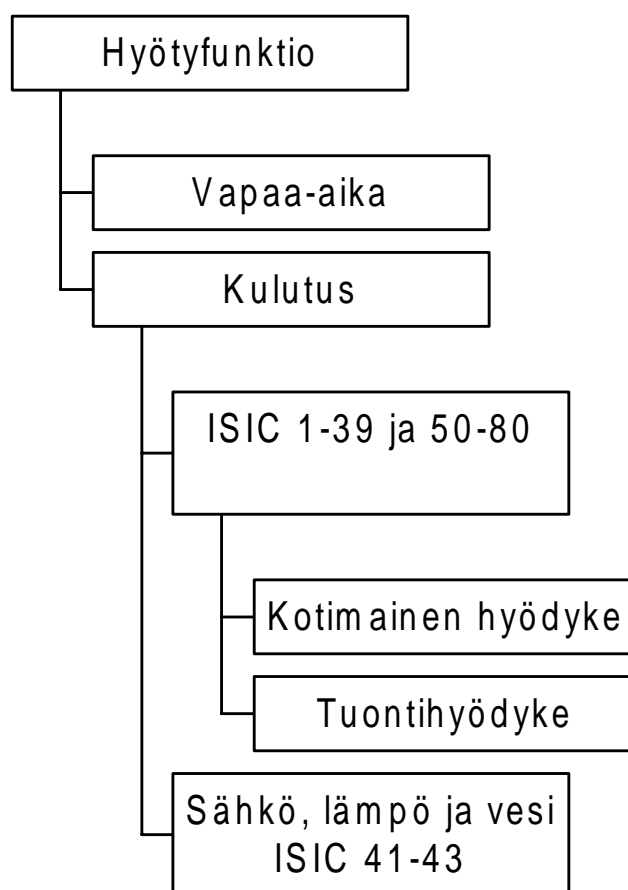 Hyötyfunktio
Vapaa-aika
Kulutus
ISIC 1-39 ja 50-80
Kotimainen hyödyke
Tuontihyödyke
Sähkö, lämpö ja vesi
ISIC 41-43